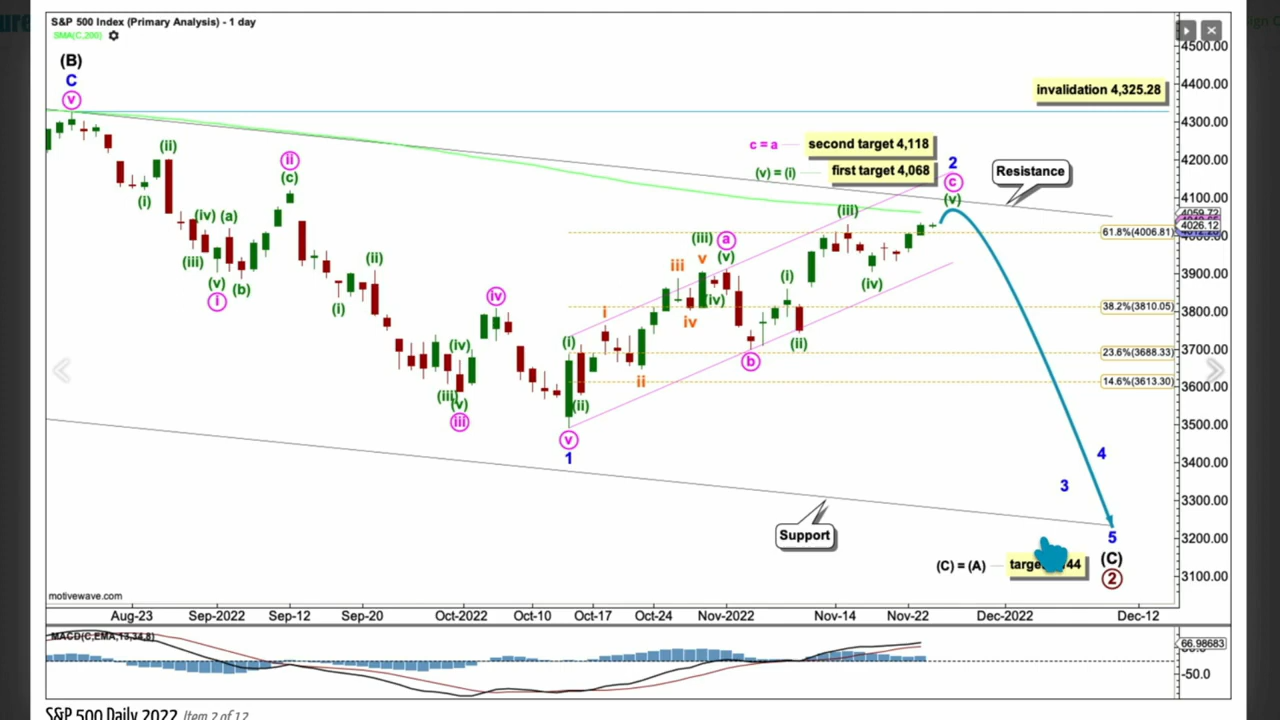 S&P 500 Index (Primary Analysis) - 1 day
SMA(C,200)
(B)
C
v
invalidation 4,325.28
c = a
second target 4,118
(v) = (i)
first target 4,068
Resistance
2
c
(v)
(ii)
(i)
(iv) (a)
(iii)
(v)
(b)
i
ii
(c)
(i)
(ii)
(iv)
(v)
iii
iv
v
1
(i)
(ii)
i
ii
iii
iv
v
(iii)
a
(v)
(iv)
b
(i)
(ii)
(iii)
(iv)
61.8%(4006.81)
38.2%(3810.05)
23.6%(3688.33)
14.6%(3613.30)
4500.00
4400.00
4300.00
4200.00
4100.00
4059.72
4026.12
4000.00
3900.00
3800.00
3700.00
3600.00
3500.00
3400.00
3300.00
3200.00
3100.00
4
3
5
Support
(C) = (A)
(C)
2
motivewave.com
Aug-23 Sep-2022 Sep-12 Sep-20 Oct-2022 Oct-10 Oct-17 Oct-24 Nov-2022 Nov-14 Nov-22 Dec-2022 Dec-12
MACD(C,EMA,13,34,8)
66.98683
-50.0
S&P 500 Daily 2022 Item 2 of 12